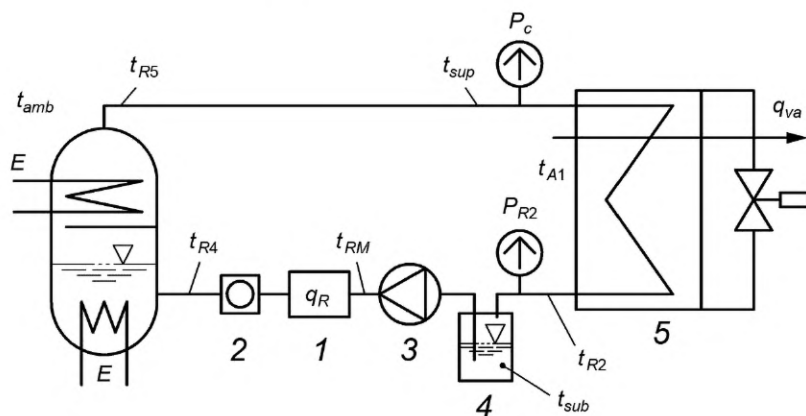 P_c
t_R5
t_sup
t_amb
q_va
E
t_A1
P_R2
t_R4
t_RM
q_R
2
1
3
5
t_R2
E
4
t_sub